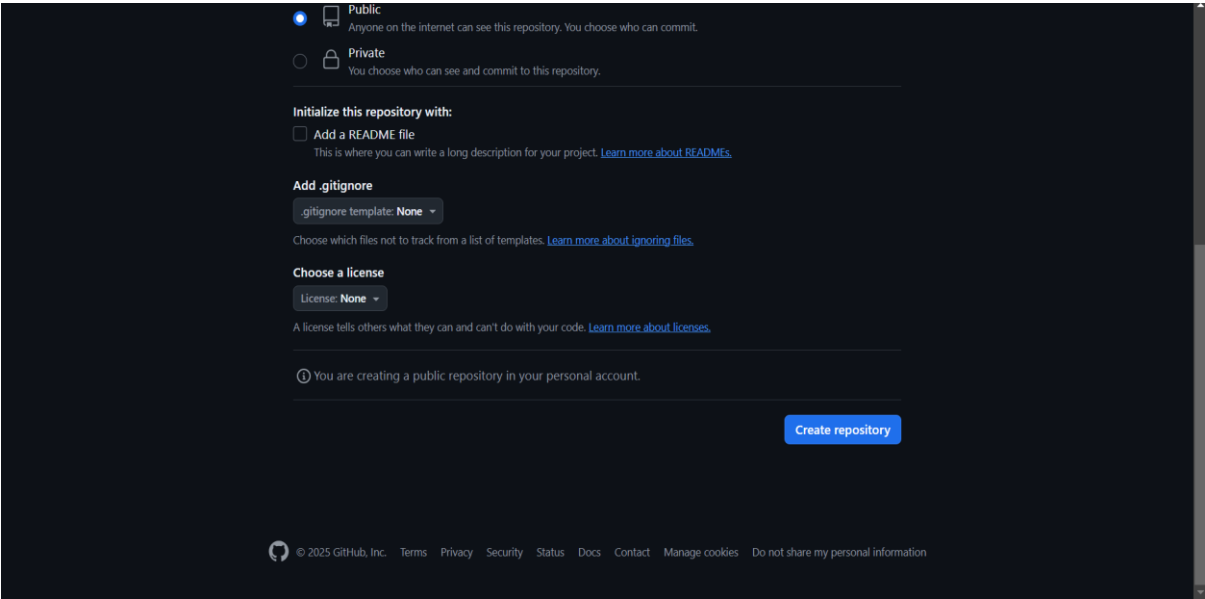 Public
Anyone on the internet can see this repository. You choose who can commit.
Private
You choose who can see and commit to this repository.
Initialize this repository with:
Add a README file
This is where you can write a long description for your project. Learn more about READMEs.
Add .gitignore
.gitignore template: None
Choose which files not to track from a list of templates. Learn more about ignoring files.
Choose a license
License: None
A license tells others what they can and can't do with your code. Learn more about licenses.
You are creating a public repository in your personal account.
Create repository
© 2025 GitHub, Inc. Terms Privacy Security Status Docs Contact Manage cookies Do not share my personal information